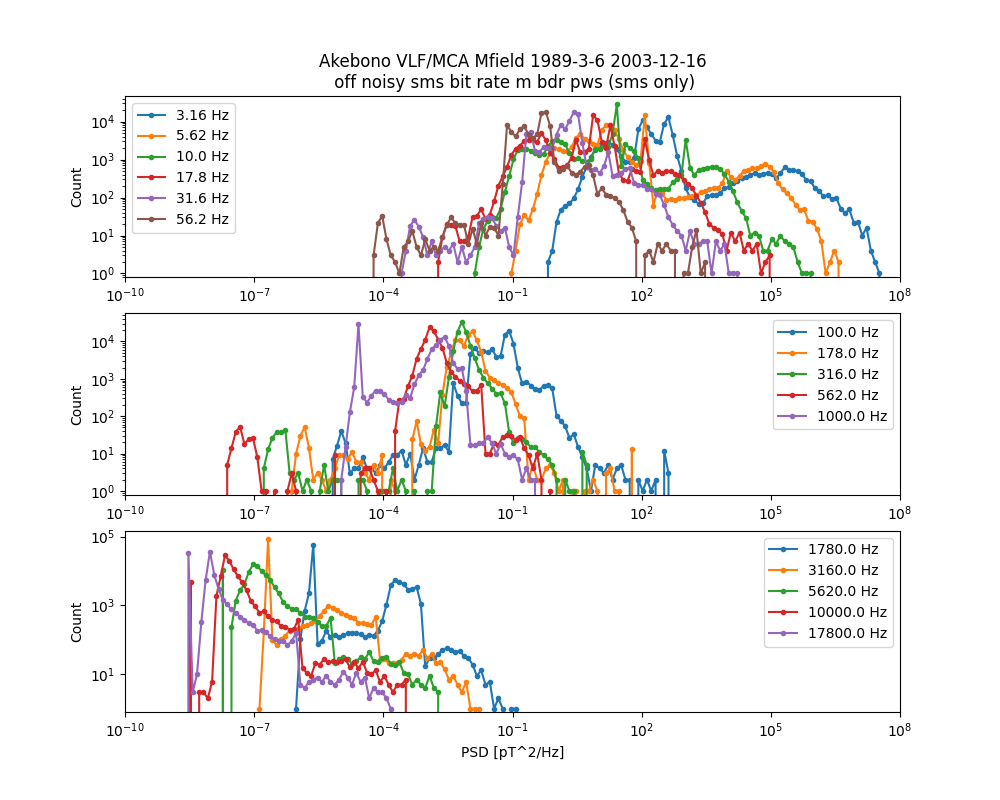 Akebono VLF/MCA Mfield 1989-3-6 2003-12-16
off noisy sms bit rate m bdr pws (sms only)
Count
10^4
10^3
10^2
10^1
10^0
3.16 Hz
5.62 Hz
10.0 Hz
17.8 Hz
31.6 Hz
56.2 Hz
10^−10
10^−7
10^−4
10^−1
10^2
10^5
10^8
Count
10^4
10^3
10^2
10^1
10^0
100.0 Hz
178.0 Hz
316.0 Hz
562.0 Hz
1000.0 Hz
10^−10
10^−7
10^−4
10^−1
10^2
10^5
10^8
Count
10^5
10^3
10^1
1780.0 Hz
3160.0 Hz
5620.0 Hz
10000.0 Hz
17800.0 Hz
10^−10
10^−7
10^−4
10^−1
10^2
10^5
10^8
PSD [pT^2/Hz]